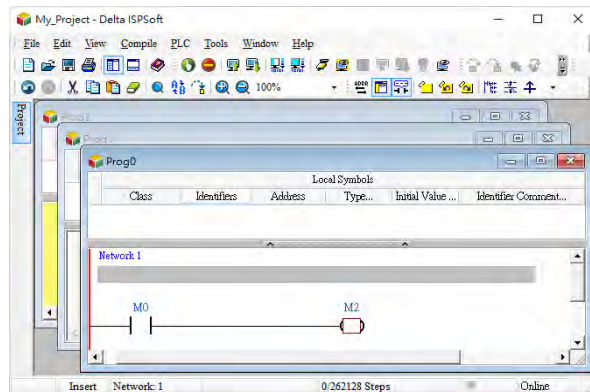 My_Project - Delta ISPSoft
File Edit View Compile PLC Tools Window Help
100%
Project
Prog0
Local Symbols
Class Identifiers Address Type... Initial Value ... Identifier Comment...
Network 1
M0 M2
Insert Network: 1 0/262128 Steps Online